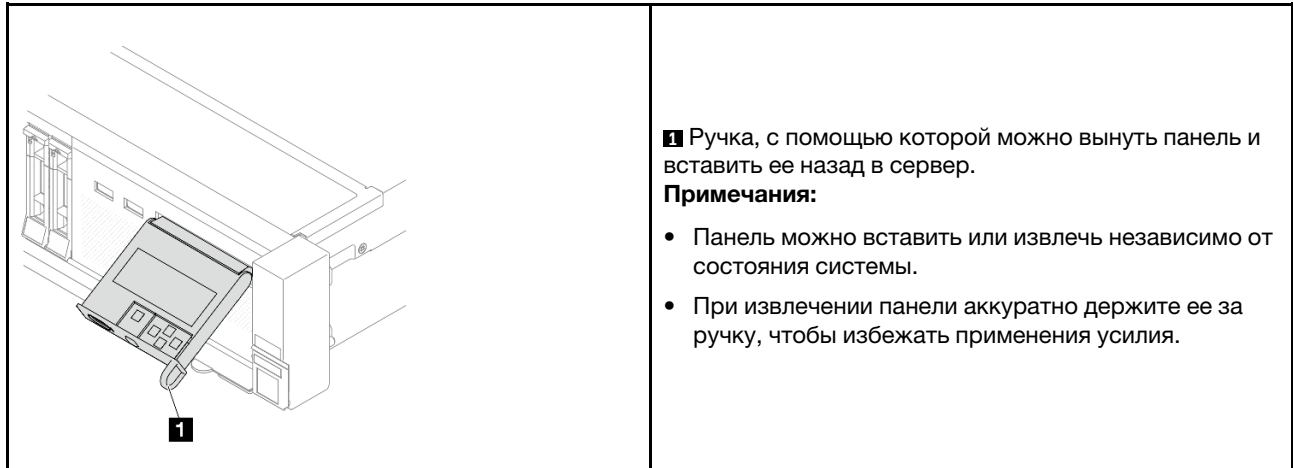 1
1 Ручка, с помощью которой можно вынуть панель и
вставить ее назад в сервер.
Примечания:
• Панель можно вставить или извлечь независимо от
состояния системы.
• При извлечении панели аккуратно держите ее за
ручку, чтобы избежать применения усилия.